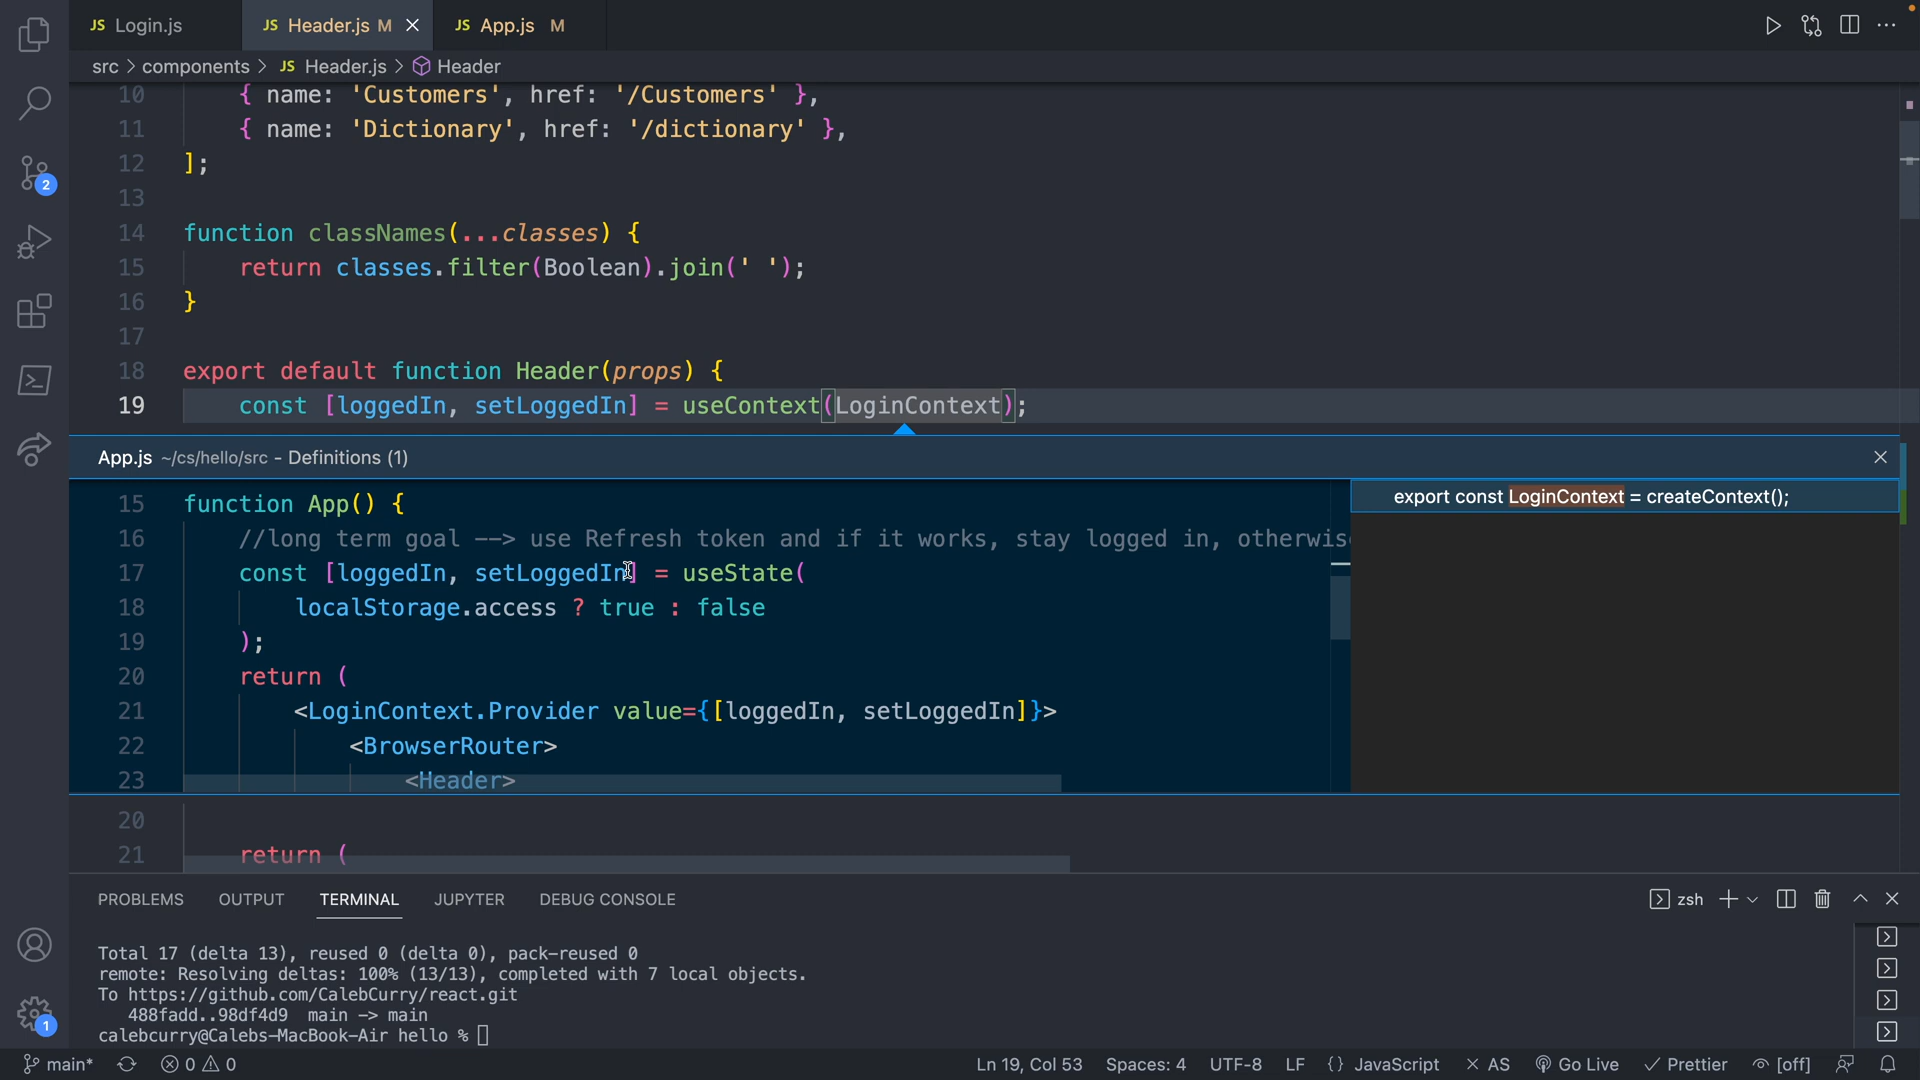 JS Login.js JS Header.js M JS App.js M
src > components > JS Header.js > Header
10 { name: 'Customers', href: '/Customers' },
11 { name: 'Dictionary', href: '/dictionary' },
12 ];
13
14 function classNames(...classes) {
15 return classes.filter(Boolean).join(' ');
16 }
17
18 export default function Header(props) {
19 const [loggedIn, setLoggedIn] = useContext(LoginContext);
App.js ~/cs/hello/src - Definitions (1)
15 function App() {
export const LoginContext = createContext();
16 //long term goal --> use Refresh token and if it works, stay logged in, otherwis
17 const [loggedIn, setLoggedIn] = useState(
18 localStorage.access ? true : false
19 );
20 return (
21 <LoginContext.Provider value={[loggedIn, setLoggedIn]}>
22 <BrowserRouter>
23 <Header>
20
21 return (
PROBLEMS OUTPUT TERMINAL JUPYTER DEBUG CONSOLE zsh
Total 17 (delta 13), reused 0 (delta 0), pack-reused 0
remote: Resolving deltas: 100% (13/13), completed with 7 local objects.
To https://github.com/CalebCurry/react.git
488fadd..98df4d9 main -> main
calebcurry@Calebs-MacBook-Air hello %
2
1
main* 0 0 Ln 19, Col 53 Spaces: 4 UTF-8 LF {} JavaScript × AS Go Live ✓ Prettier [off]